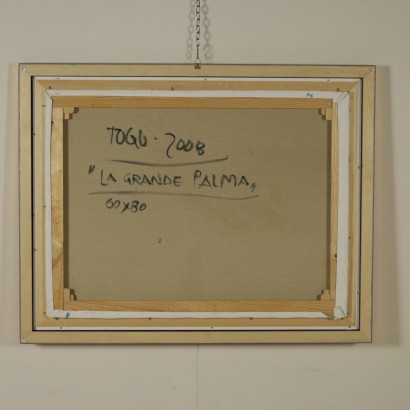 TOGO · 2008
"LA GRANDE PALMA"
60X80